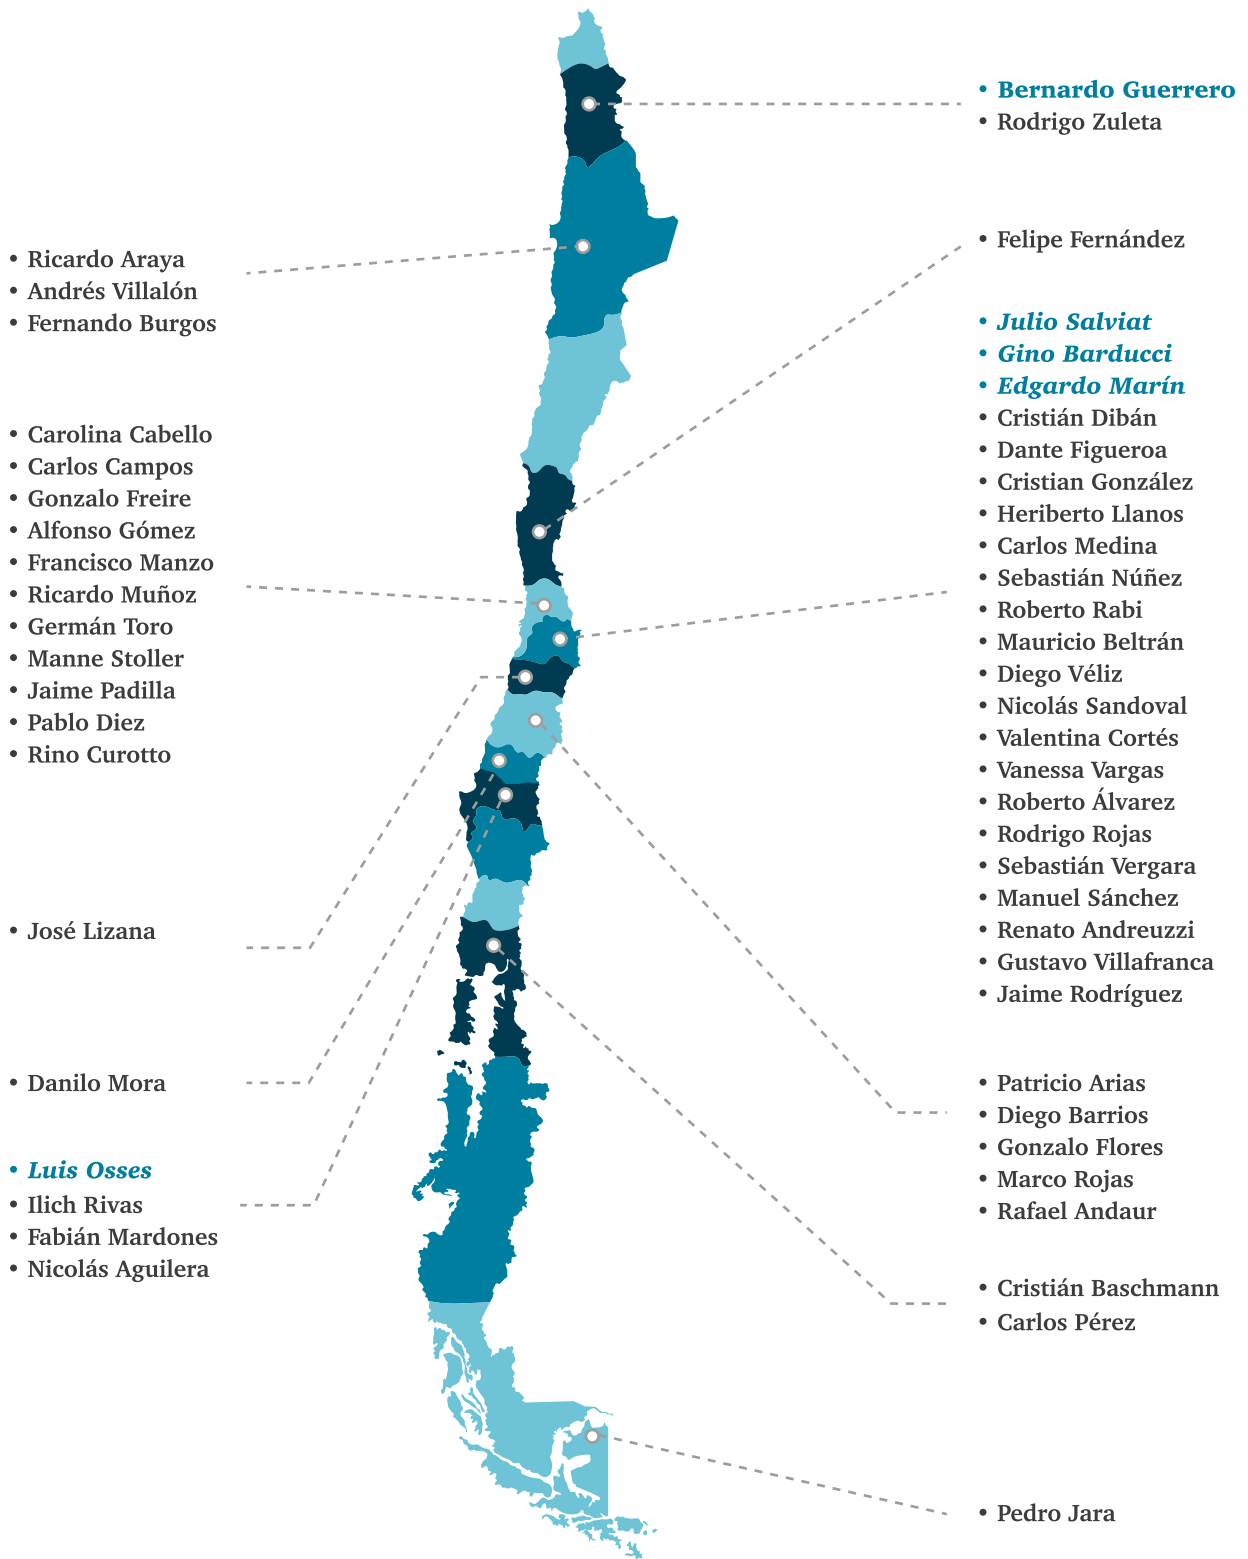 • Ricardo Araya
• Andrés Villalón
• Fernando Burgos
• Carolina Cabello
• Carlos Campos
• Gonzalo Freire
• Alfonso Gómez
• Francisco Manzo
• Ricardo Muñoz
• Germán Toro
• Manne Stoller
• Jaime Padilla
• Pablo Diez
• Rino Curotto
• José Lizana
• Danilo Mora
• Luis Osses
• Ilich Rivas
• Fabián Mardones
• Nicolás Aguilera
• Bernardo Guerrero
• Rodrigo Zuleta
• Felipe Fernández
• Julio Salviat
• Gino Barducci
• Edgardo Marín
• Cristián Dibán
• Dante Figueroa
• Cristian González
• Heriberto Llanos
• Carlos Medina
• Sebastián Núñez
• Roberto Rabi
• Mauricio Beltrán
• Diego Véliz
• Nicolás Sandoval
• Valentina Cortés
• Vanessa Vargas
• Roberto Álvarez
• Rodrigo Rojas
• Sebastián Vergara
• Manuel Sánchez
• Renato Andreuzzi
• Gustavo Villafranca
• Jaime Rodríguez
• Patricio Arias
• Diego Barrios
• Gonzalo Flores
• Marco Rojas
• Rafael Andaur
• Cristián Baschmann
• Carlos Pérez
• Pedro Jara